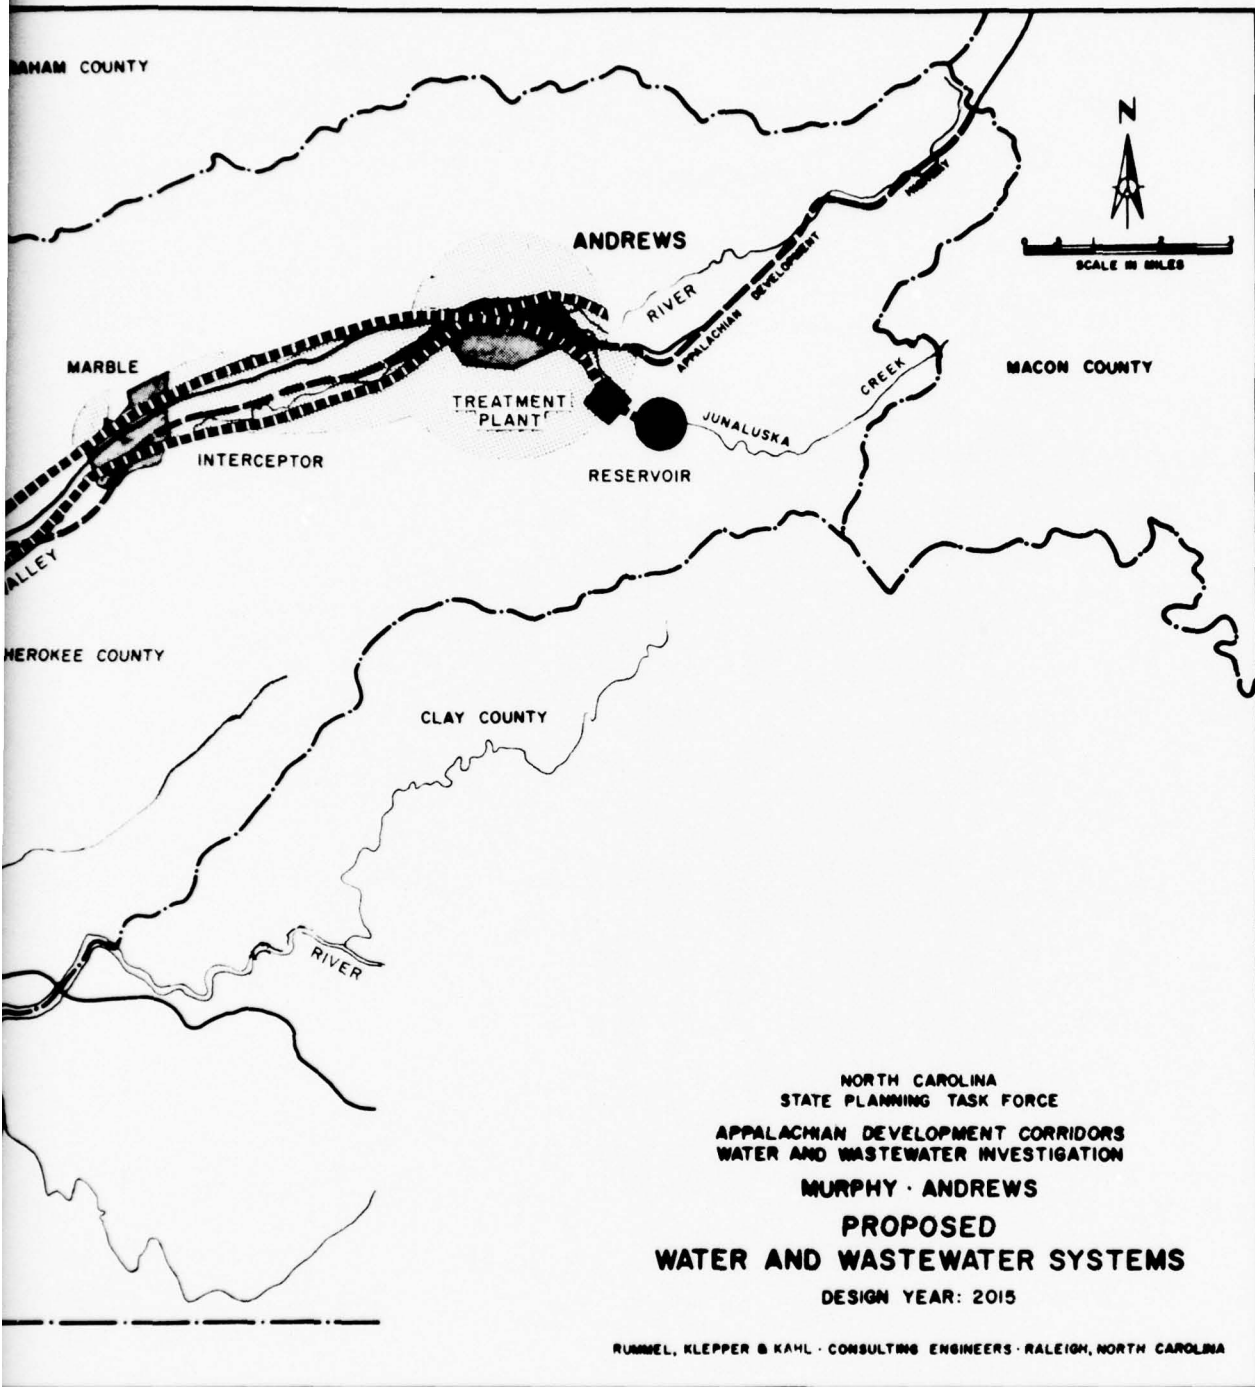 AHAM COUNTY
N
SCALE IN MILES
ANDREWS
HIGHWAY
DEVELOPMENT
APPALACHIAN
RIVER
MARBLE
MACON COUNTY
CREEK
TREATMENT
PLANT
JUNALUSKA
INTERCEPTOR
RESERVOIR
VALLEY
HEROKEE COUNTY
CLAY COUNTY
RIVER
NORTH CAROLINA
STATE PLANNING TASK FORCE
APPALACHIAN DEVELOPMENT CORRIDORS
WATER AND WASTEWATER INVESTIGATION
MURPHY · ANDREWS
PROPOSED
WATER AND WASTEWATER SYSTEMS
DESIGN YEAR: 2015
RUMMEL, KLEPPER & KAHL · CONSULTING ENGINEERS · RALEIGH, NORTH CAROLINA